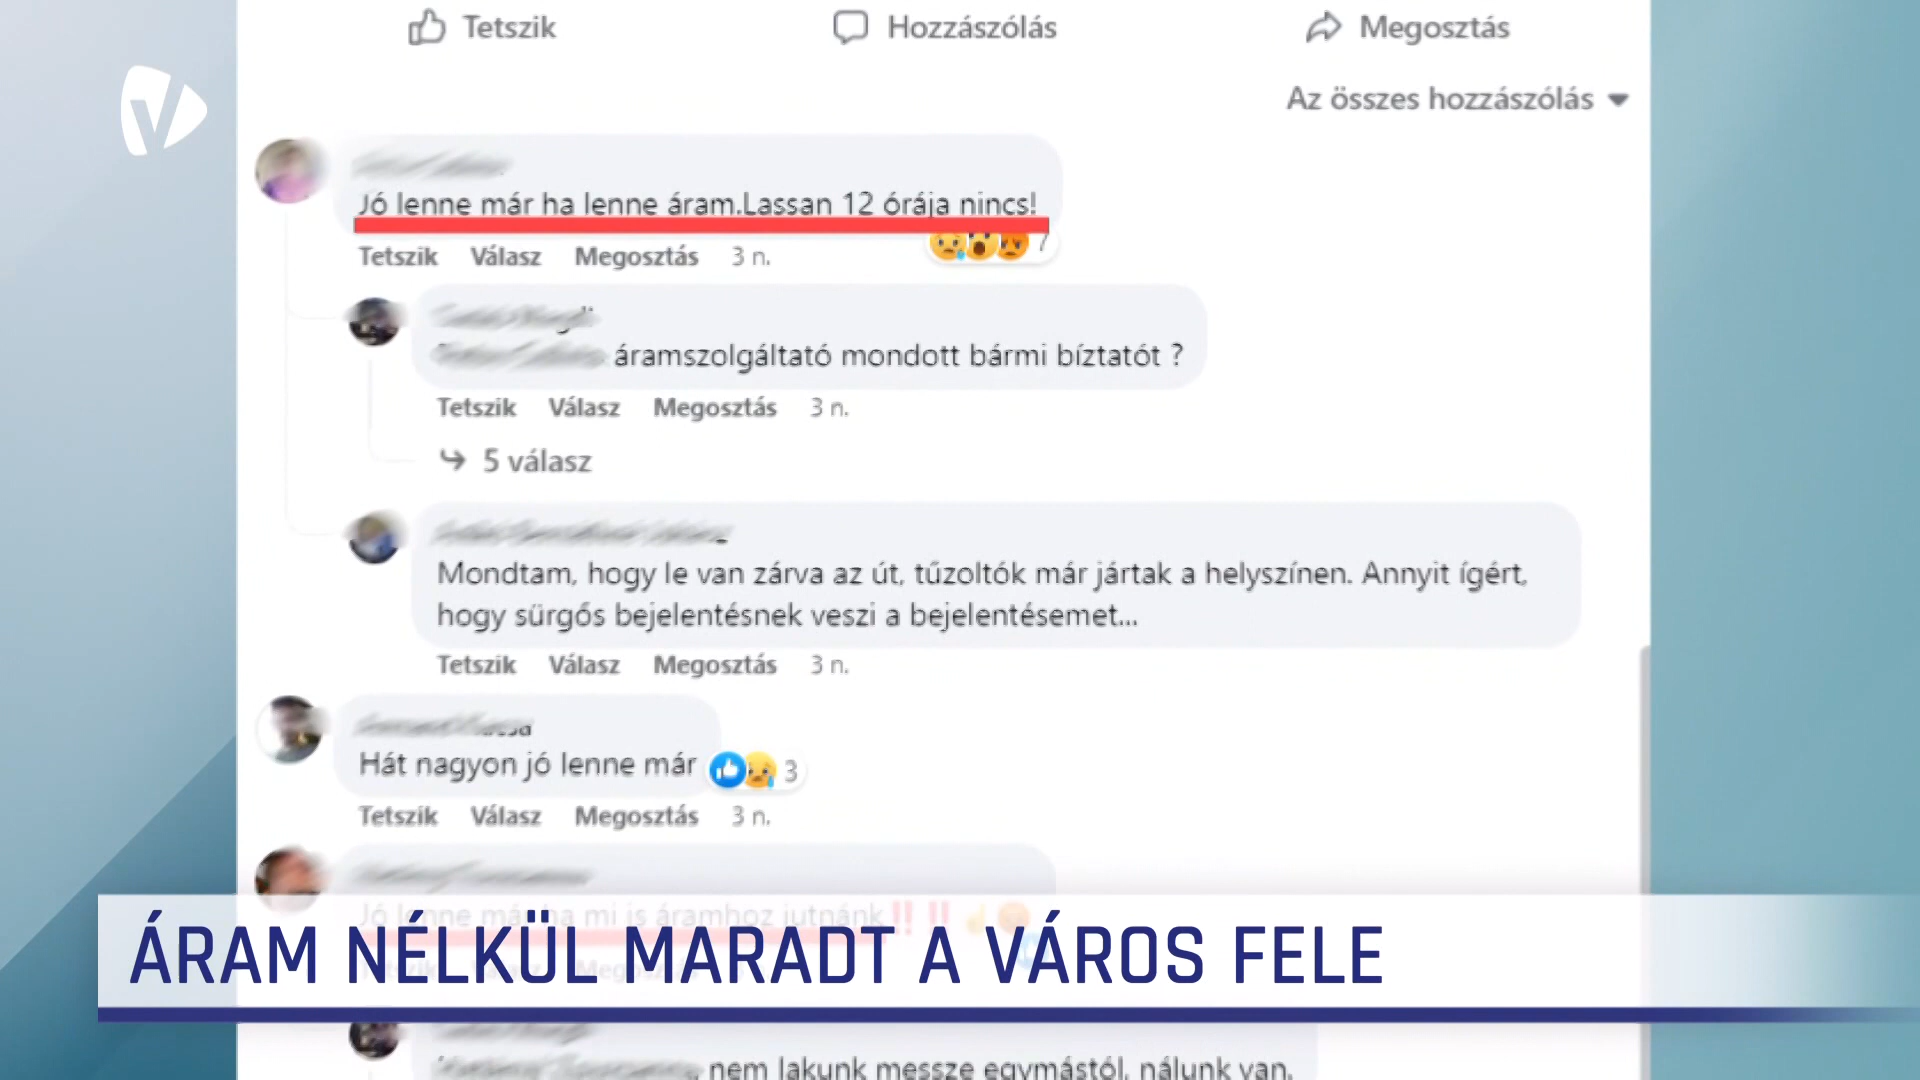 Tetszik
Hozzászólás
Megosztás
Az összes hozzászólás
Jó lenne már ha lenne áram.Lassan 12 órája nincs!
Tetszik Válasz Megosztás 3 n.
7
áramszolgáltató mondott bármi bíztatót ?
Tetszik Válasz Megosztás 3 n.
5 válasz
Mondtam, hogy le van zárva az út, tűzoltók már jártak a helyszínen. Annyit ígért,
hogy sürgős bejelentésnek veszi a bejelentésemet...
Tetszik Válasz Megosztás 3 n.
Hát nagyon jó lenne már
3
Tetszik Válasz Megosztás 3 n.
Jó lenne már ha mi is áramhoz jutnánk!! !!
ÁRAM NÉLKÜL MARADT A VÁROS FELE
nem lakunk messze egymástól, nálunk van.